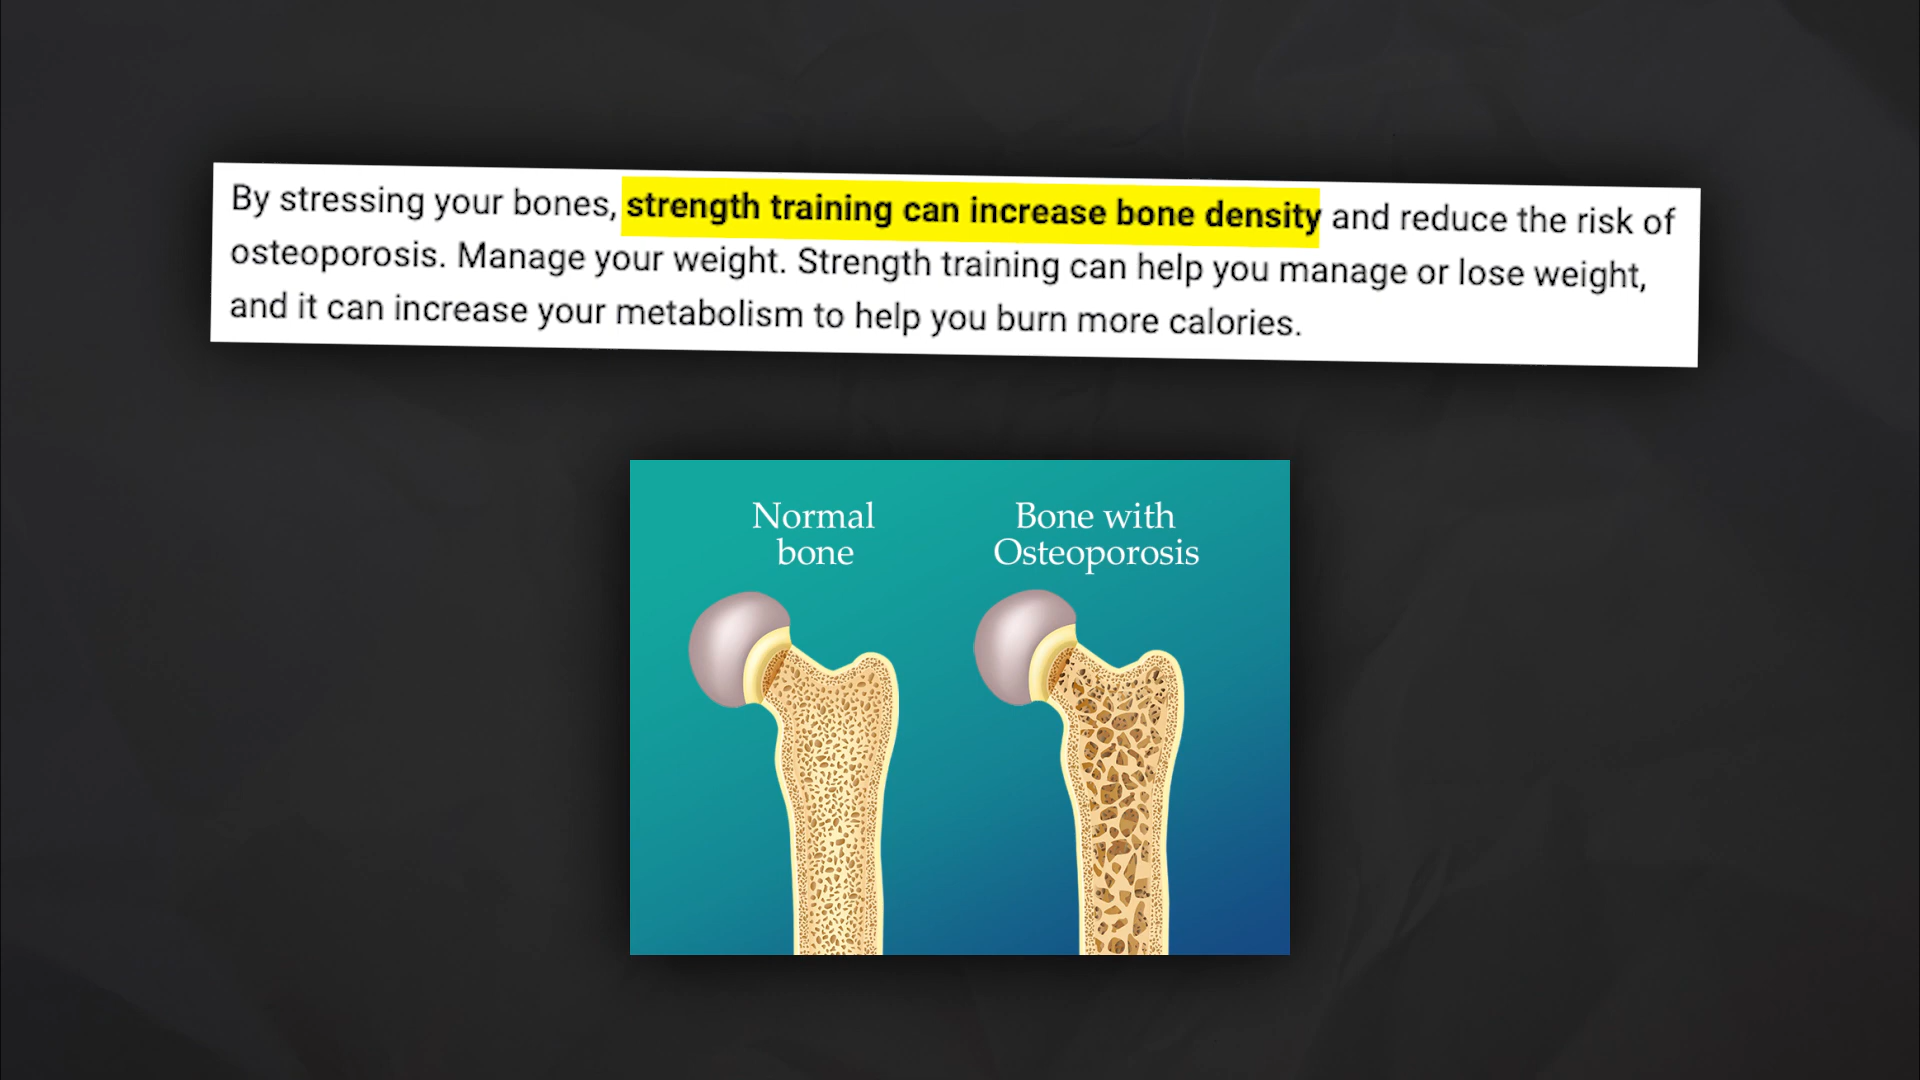 By stressing your bones, strength training can increase bone density and reduce the risk of
osteoporosis. Manage your weight. Strength training can help you manage or lose weight,
and it can increase your metabolism to help you burn more calories.
Normal
bone
Bone with
Osteoporosis